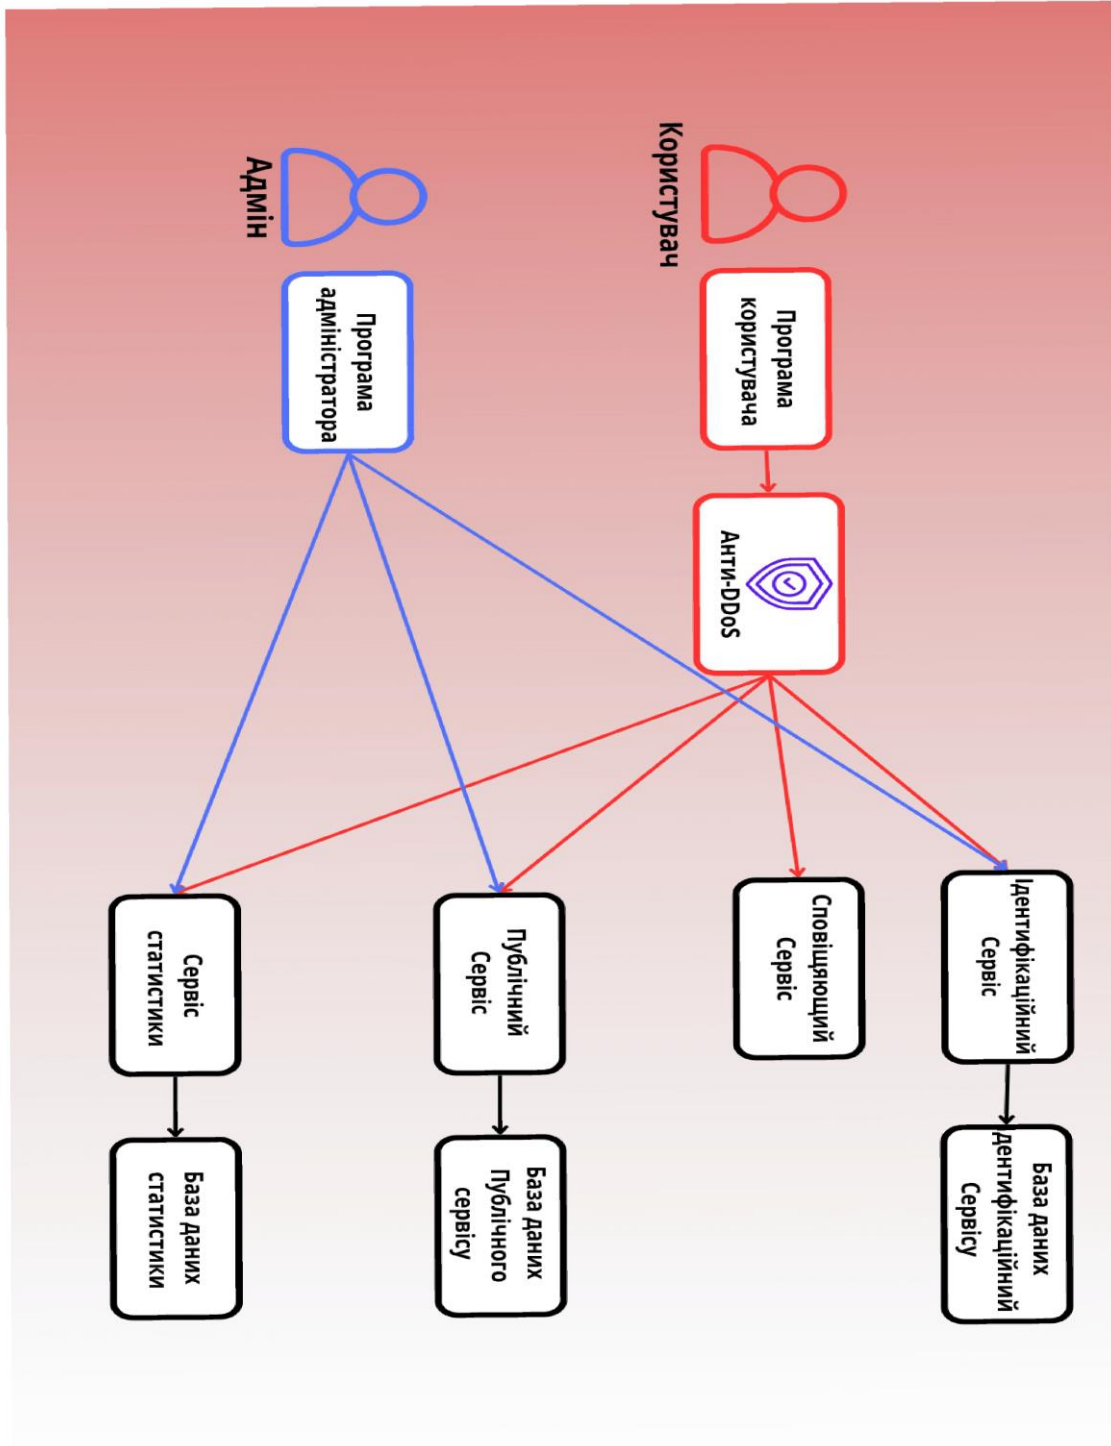 Користувач
Програма
користувача
Анти-DDoS
Ідентифікаційний
Сервіс
База даних
Ідентифікаційний
Сервісу
Сповіщяющий
Сервіс
Публічний
Сервіс
База даних
Публічного
сервісу
Адмін
Програма
адміністратора
Сервіс
статистики
База даних
статистики